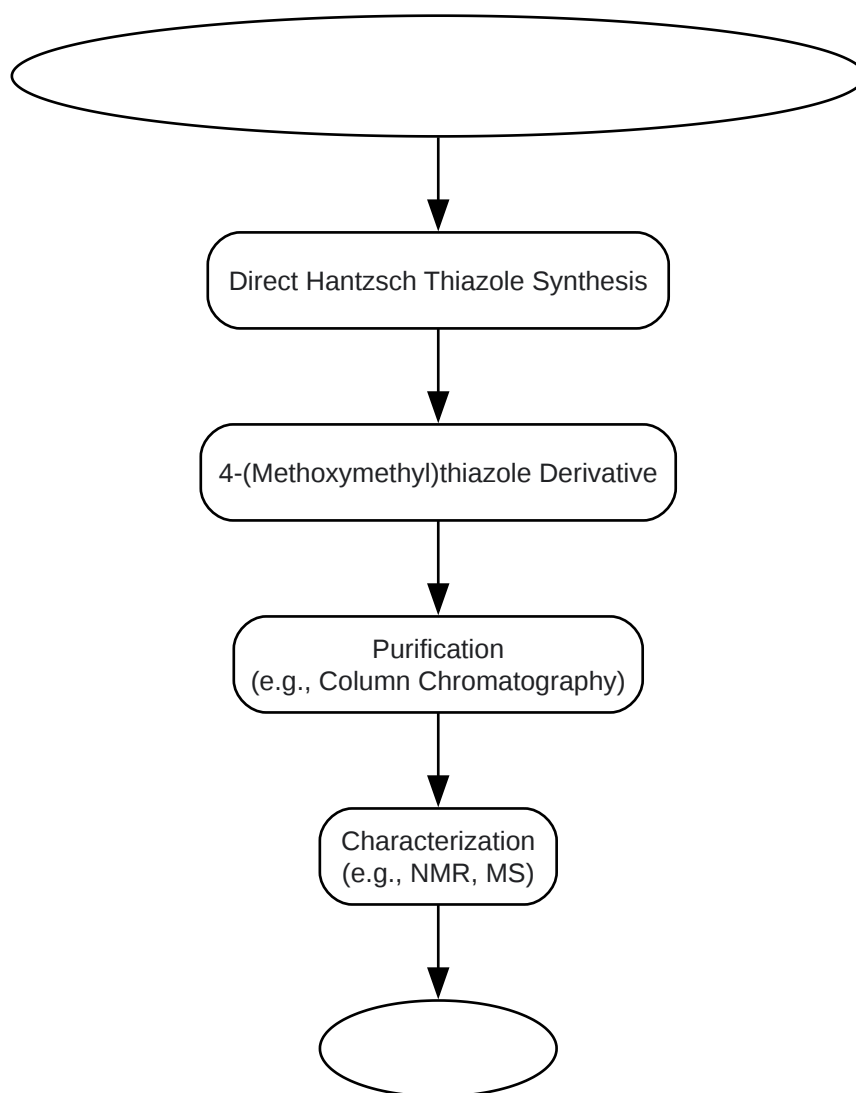 Direct Hantzsch Thiazole Synthesis
4-(Methoxymethyl)thiazole Derivative
Purification
(e.g., Column Chromatography)
Characterization
(e.g., NMR, MS)